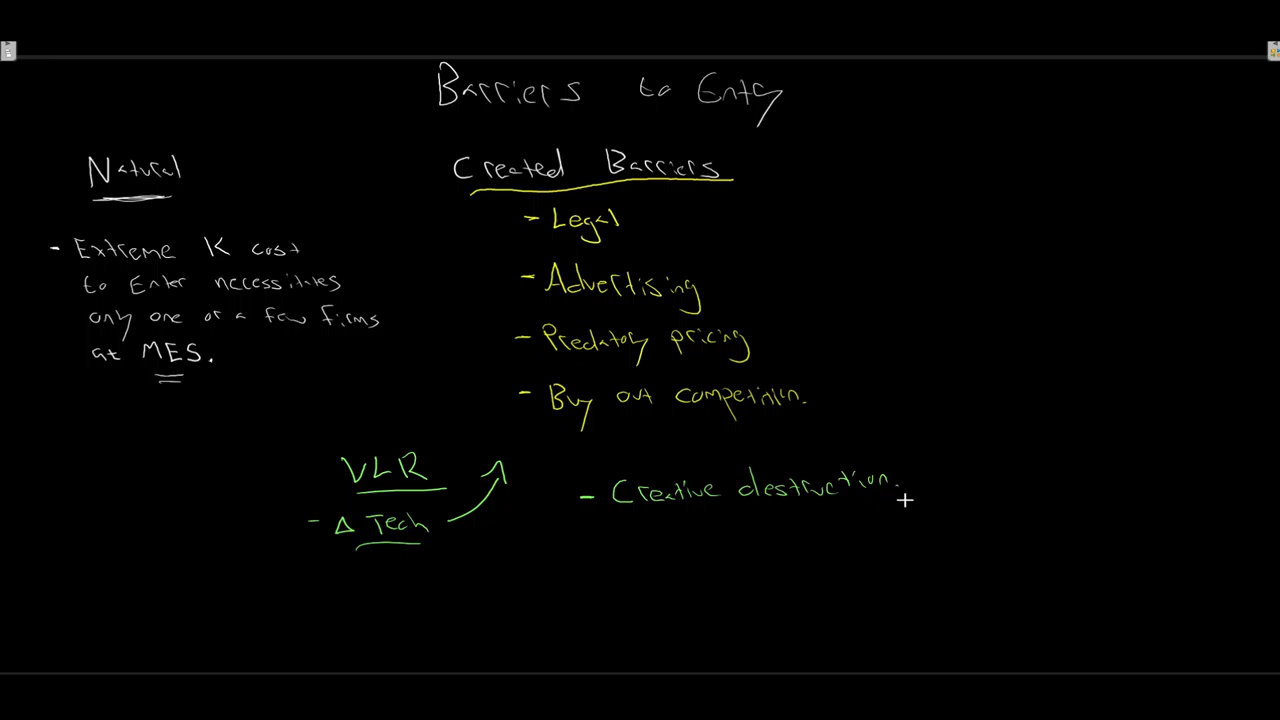 Barriers to Entry
Natural
- Extreme K cost
to Enter necessitates
only one or a few firms
at MES.
Created Barriers
- Legal
- Advertising
- Predatory pricing
- Buy out competition.
VLR
- Δ Tech
- Creative destruction.